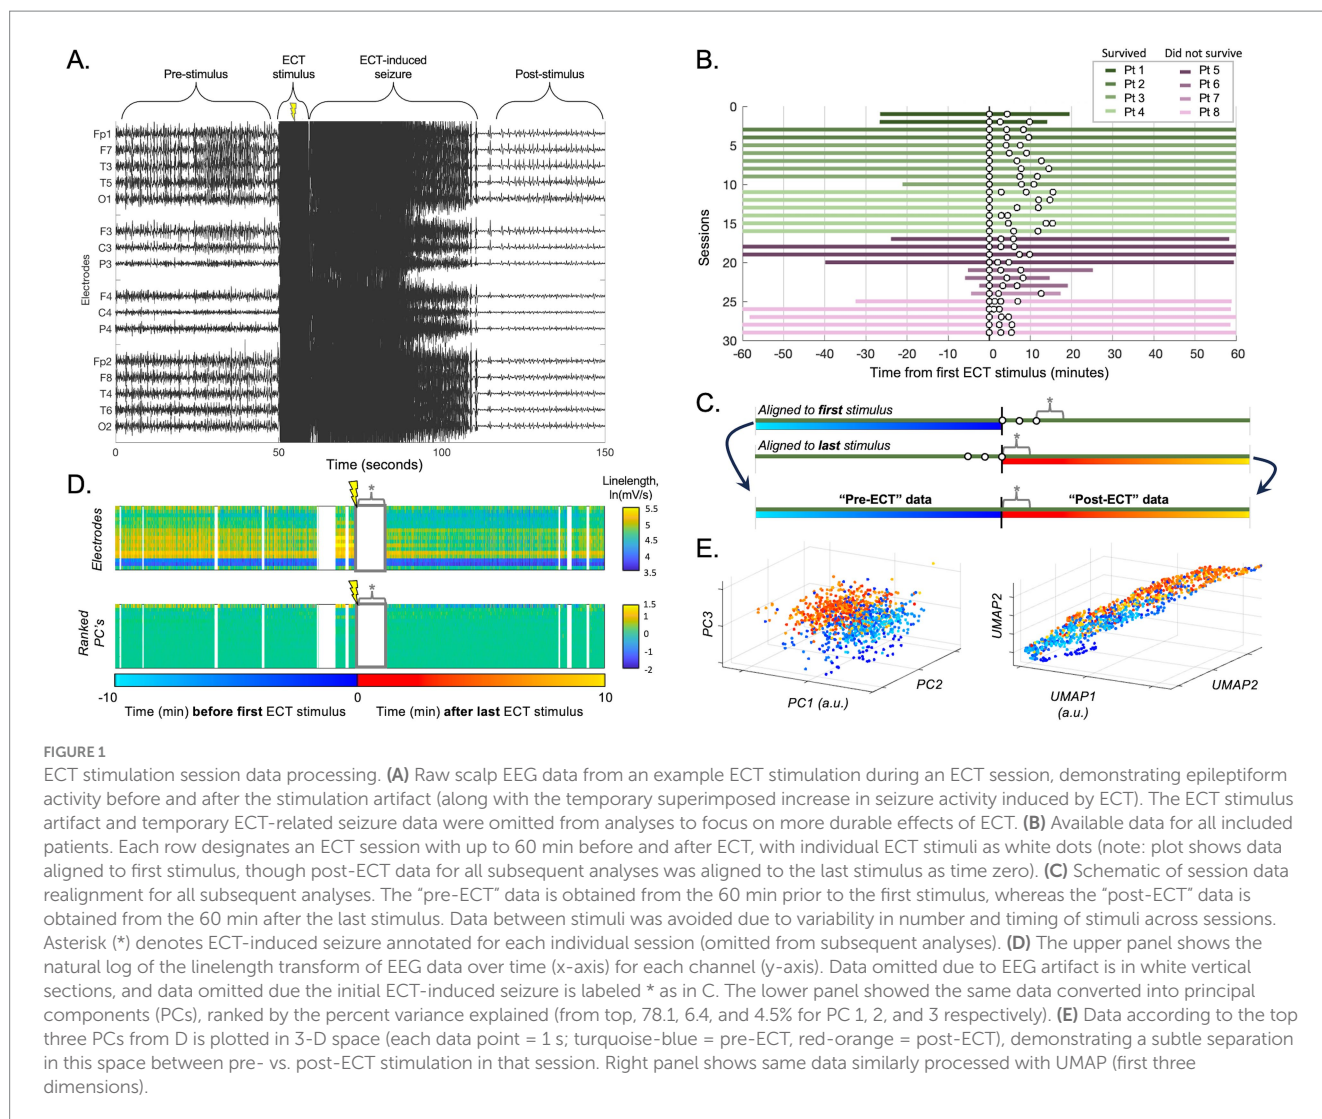 A.
Pre-stimulus
ECT
stimulus
ECT-induced
seizure
Post-stimulus
Fp1
F7
T3
T5
O1
F3
C3
P3
F4
C4
P4
Fp2
F8
T4
T6
O2
Electrodes
0 50 100 150
Time (seconds)
B.
Survived Did not survive
Pt 1 Pt 5
Pt 2 Pt 6
Pt 3 Pt 7
Pt 4 Pt 8
0
5
10
15
20
25
30
Sessions
-60 -50 -40 -30 -20 -10 0 10 20 30 40 50 60
Time from first ECT stimulus (minutes)
C.
Aligned to first stimulus
*
Aligned to last stimulus
*
“Pre-ECT” data * “Post-ECT” data
D.
*
Linelength,
ln(mV/s)
5.5
5
4.5
4
3.5
Electrodes
*
1.5
1
0
-1
-2
Ranked
PC's
-10 0 10
Time (min) before first ECT stimulus Time (min) after last ECT stimulus
E.
PC3
PC1 (a.u.)
PC2
UMAP2
UMAP1
(a.u.)
UMAP2
FIGURE 1
ECT stimulation session data processing. (A) Raw scalp EEG data from an example ECT stimulation during an ECT session, demonstrating epileptiform
activity before and after the stimulation artifact (along with the temporary superimposed increase in seizure activity induced by ECT). The ECT stimulus
artifact and temporary ECT-related seizure data were omitted from analyses to focus on more durable effects of ECT. (B) Available data for all included
patients. Each row designates an ECT session with up to 60 min before and after ECT, with individual ECT stimuli as white dots (note: plot shows data
aligned to first stimulus, though post-ECT data for all subsequent analyses was aligned to the last stimulus as time zero). (C) Schematic of session data
realignment for all subsequent analyses. The “pre-ECT” data is obtained from the 60 min prior to the first stimulus, whereas the “post-ECT” data is
obtained from the 60 min after the last stimulus. Data between stimuli was avoided due to variability in number and timing of stimuli across sessions.
Asterisk (*) denotes ECT-induced seizure annotated for each individual session (omitted from subsequent analyses). (D) The upper panel shows the
natural log of the linelength transform of EEG data over time (x-axis) for each channel (y-axis). Data omitted due to EEG artifact is in white vertical
sections, and data omitted due the initial ECT-induced seizure is labeled * as in C. The lower panel showed the same data converted into principal
components (PCs), ranked by the percent variance explained (from top, 78.1, 6.4, and 4.5% for PC 1, 2, and 3 respectively). (E) Data according to the top
three PCs from D is plotted in 3-D space (each data point = 1 s; turquoise-blue = pre-ECT, red-orange = post-ECT), demonstrating a subtle separation
in this space between pre- vs. post-ECT stimulation in that session. Right panel shows same data similarly processed with UMAP (first three
dimensions).